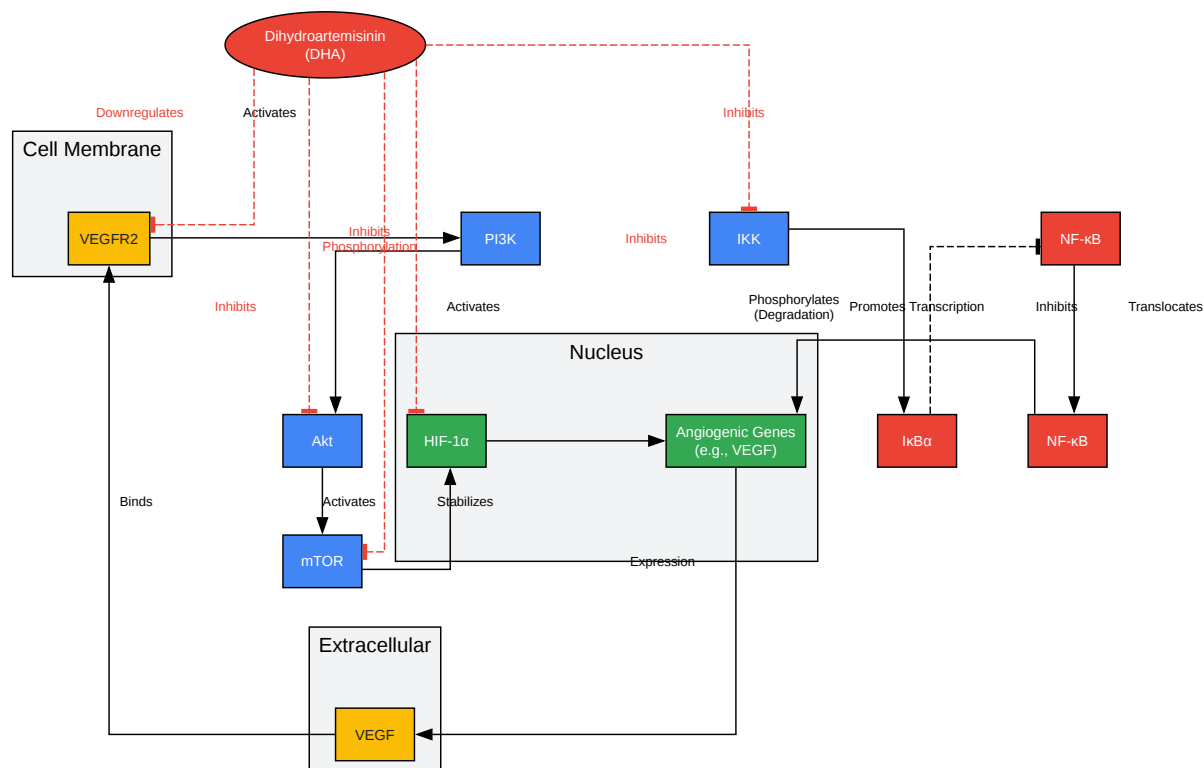 Dihydroartemisinin
(DHA)
Downregulates
Activates
Inhibits
Cell Membrane
VEGFR2
Inhibits
Phosphorylation
PI3K
Inhibits
IKK
NF-κB
Inhibits
Activates
Phosphorylates
(Degradation)
Promotes Transcription
Inhibits
Translocates
Nucleus
Akt
HIF-1α
Angiogenic Genes
(e.g., VEGF)
IκBα
NF-κB
Binds
Activates
Stabilizes
mTOR
Expression
Extracellular
VEGF